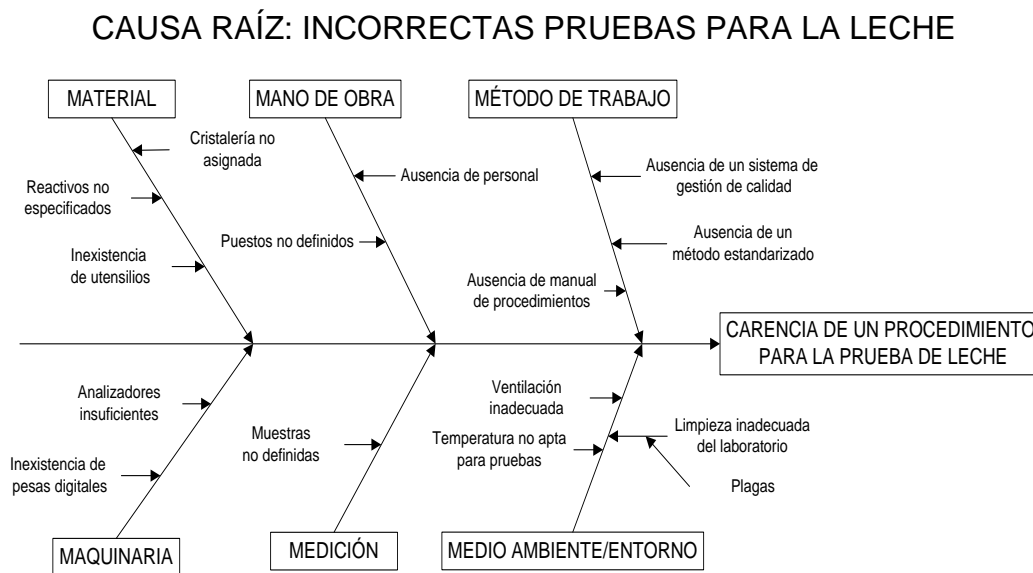 CAUSA RAÍZ: INCORRECTAS PRUEBAS PARA LA LECHE
MATERIAL
MANO DE OBRA
MÉTODO DE TRABAJO
Cristalería no
asignada
Reactivos no
especificados
Inexistencia
de utensilios
Ausencia de personal
Puestos no definidos
Ausencia de un sistema de
gestión de calidad
Ausencia de un
método estandarizado
Ausencia de manual
de procedimientos
CARENCIA DE UN PROCEDIMIENTO
PARA LA PRUEBA DE LECHE
Analizadores
insuficientes
Inexistencia de
pesas digitales
Muestras
no definidas
Ventilación
inadecuada
Temperatura no apta
para pruebas
Limpieza inadecuada
del laboratorio
Plagas
MAQUINARIA
MEDICIÓN
MEDIO AMBIENTE/ENTORNO